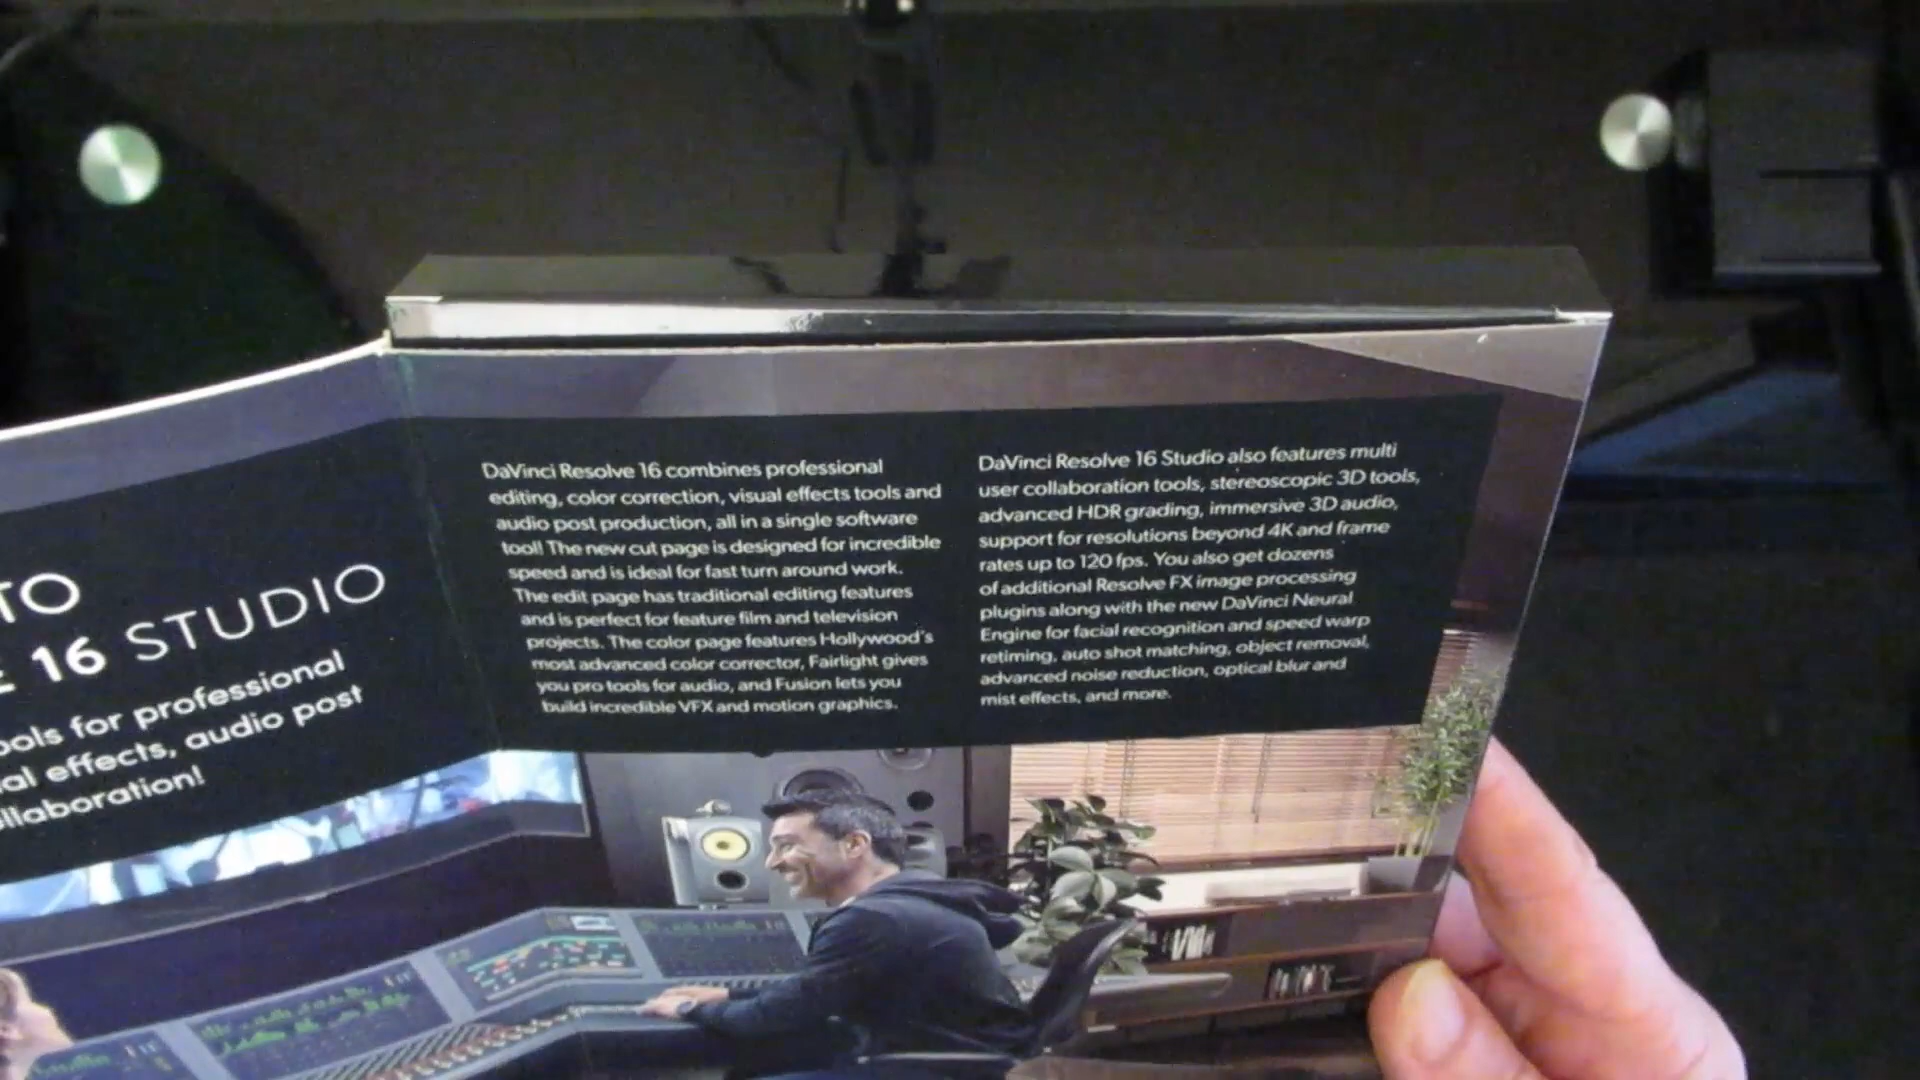 TO
E 16 STUDIO
ools for professional
al effects, audio post
ollaboration!
DaVinci Resolve 16 combines professional
editing, color correction, visual effects tools and
audio post production, all in a single software
tool! The new cut page is designed for incredible
speed and is ideal for fast turn around work.
The edit page has traditional editing features
and is perfect for feature film and television
projects. The color page features Hollywood's
most advanced color corrector, Fairlight gives
you pro tools for audio, and Fusion lets you
build incredible VFX and motion graphics.
DaVinci Resolve 16 Studio also features multi
user collaboration tools, stereoscopic 3D tools,
advanced HDR grading, immersive 3D audio,
support for resolutions beyond 4K and frame
rates up to 120 fps. You also get dozens
of additional Resolve FX image processing
plugins along with the new DaVinci Neural
Engine for facial recognition and speed warp
retiming, auto shot matching, object removal,
advanced noise reduction, optical blur and
mist effects, and more.